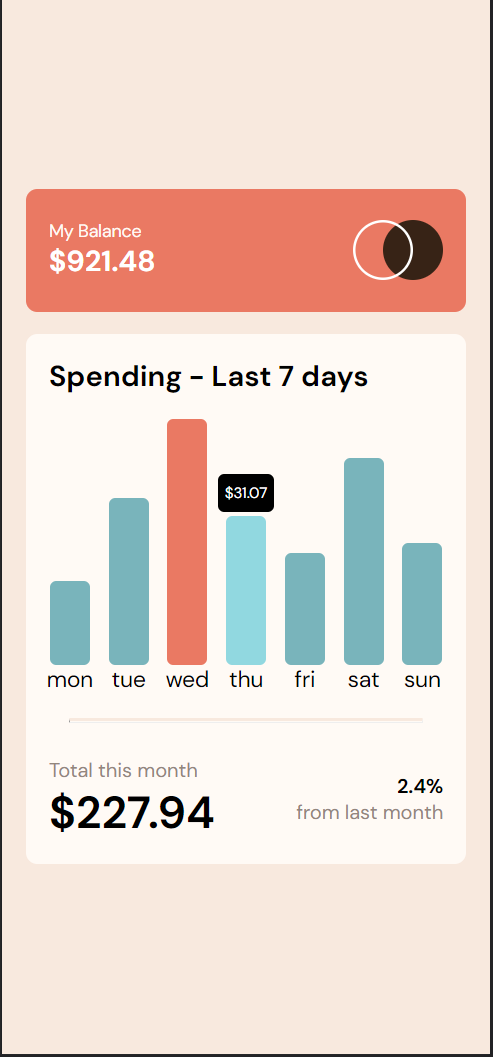 My Balance
$921.48
Spending - Last 7 days
$31.07
mon tue wed thu fri sat sun
Total this month
$227.94
2.4%
from last month